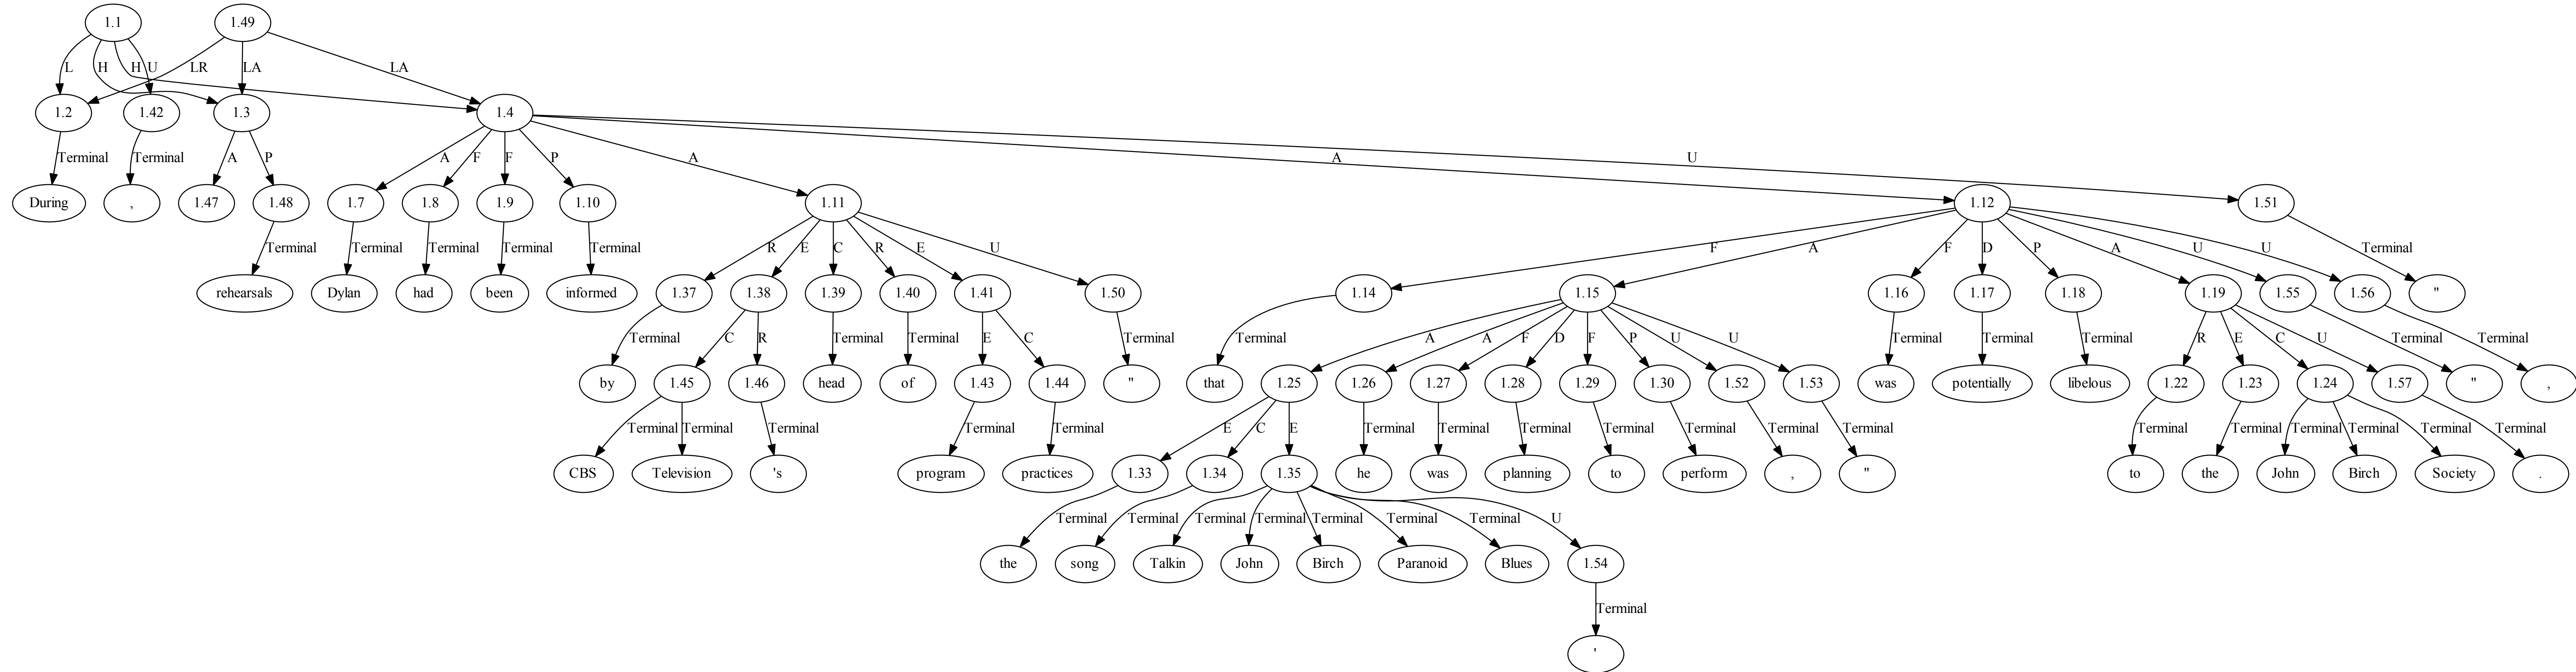 1.1 1.49
L H H U LR LA LA
1.2 1.42 1.3 1.4
Terminal Terminal A P A F F P A A U
During , 1.47 1.48 1.7 1.8 1.9 1.10 1.11 1.12 1.51
Terminal Terminal Terminal Terminal Terminal R E C R E U F A F D P A U U Terminal
rehearsals Dylan had been informed 1.37 1.38 1.39 1.40 1.41 1.50 1.14 1.15 1.16 1.17 1.18 1.19 1.55 1.56 "
Terminal C R Terminal Terminal E C Terminal Terminal A A F D F P U U Terminal Terminal Terminal R E C U Terminal Terminal
by 1.45 1.46 head of 1.43 1.44 " that 1.25 1.26 1.27 1.28 1.29 1.30 1.52 1.53 was potentially libelous 1.22 1.23 1.24 1.57 " ,
Terminal Terminal Terminal Terminal Terminal E C E Terminal Terminal Terminal Terminal Terminal Terminal Terminal Terminal Terminal Terminal Terminal Terminal Terminal
CBS Television 's program practices 1.33 1.34 1.35 he was planning to perform , " to the John Birch Society .
Terminal Terminal Terminal Terminal Terminal Terminal Terminal U
the song Talkin John Birch Paranoid Blues 1.54
Terminal
'